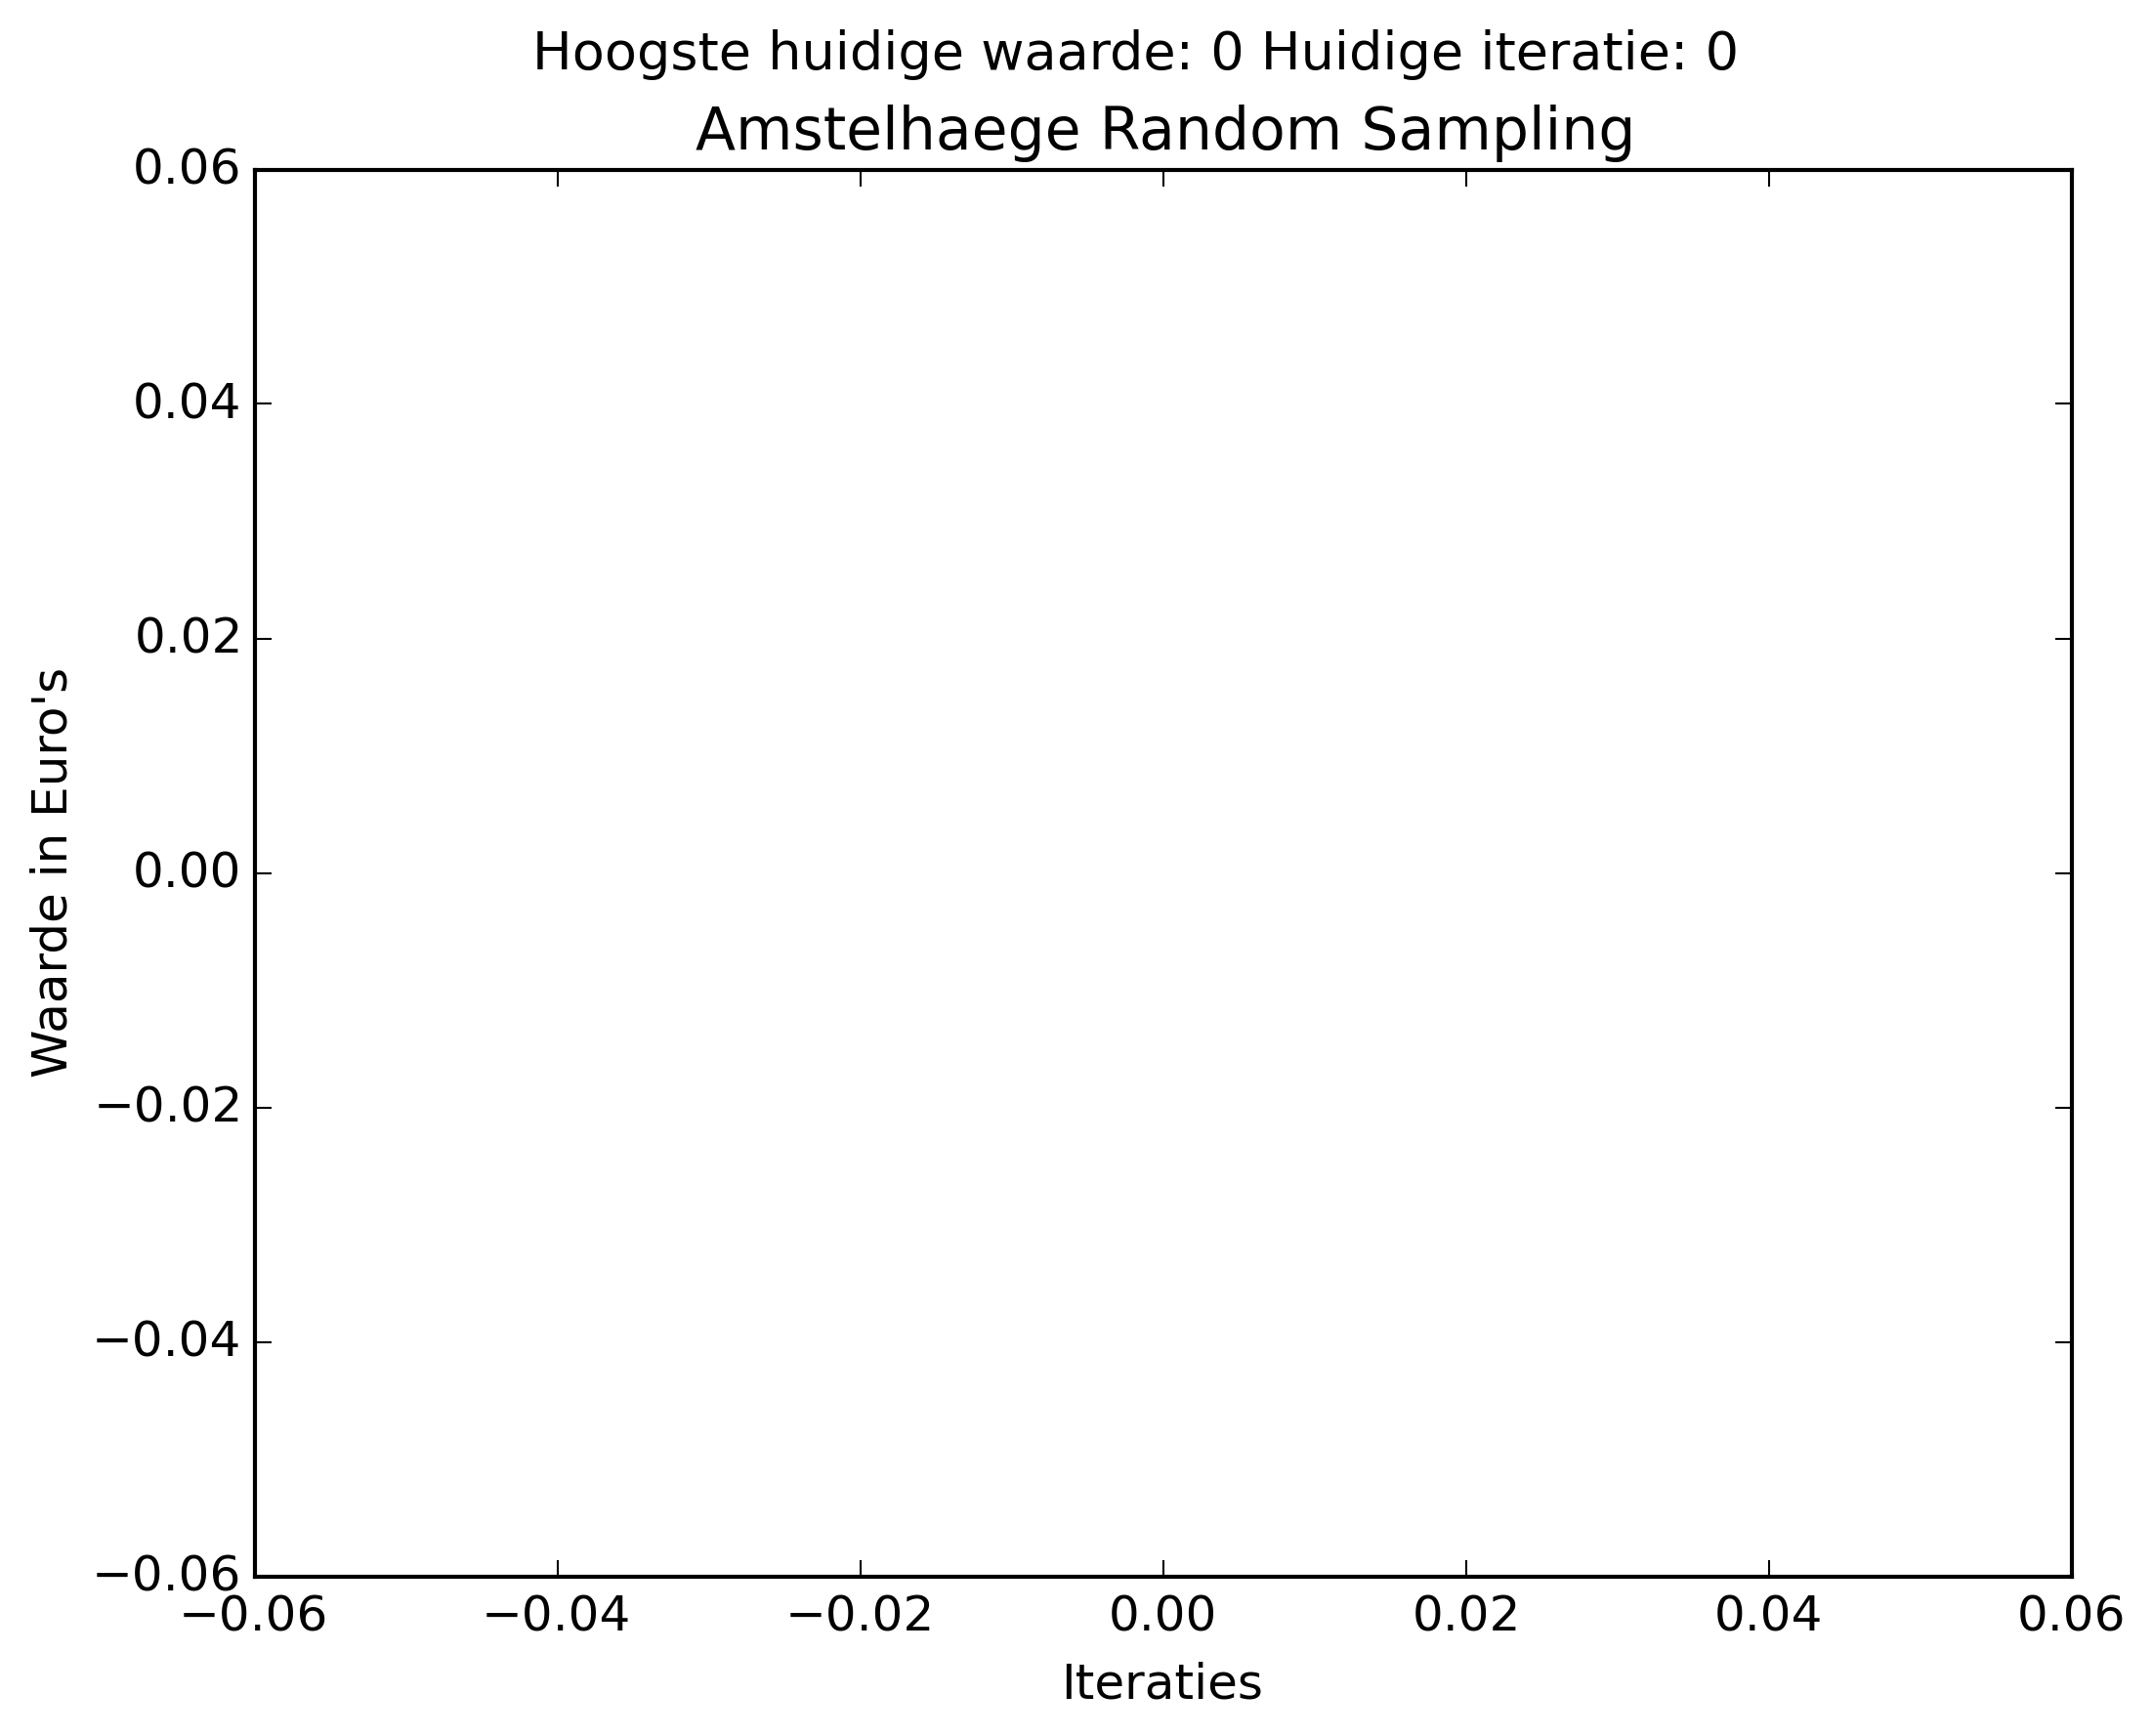 Hoogste huidige waarde: 0 Huidige iteratie: 0
Amstelhaege Random Sampling
0.06
0.04
0.02
0.00
−0.02
−0.04
−0.06
Waarde in Euro's
−0.06 −0.04 −0.02 0.00 0.02 0.04 0.06
Iteraties